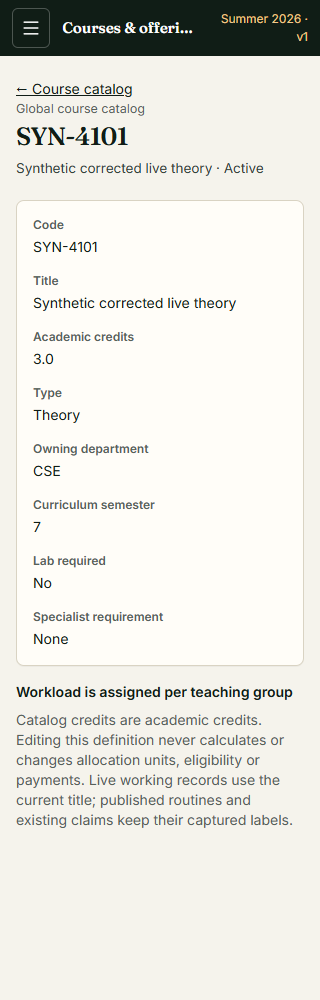 Courses & offeri...
Summer 2026 ·
v1
← Course catalog
Global course catalog
SYN-4101
Synthetic corrected live theory · Active
Code
SYN-4101
Title
Synthetic corrected live theory
Academic credits
3.0
Type
Theory
Owning department
CSE
Curriculum semester
7
Lab required
No
Specialist requirement
None
Workload is assigned per teaching group
Catalog credits are academic credits.
Editing this definition never calculates or
changes allocation units, eligibility or
payments. Live working records use the
current title; published routines and
existing claims keep their captured labels.